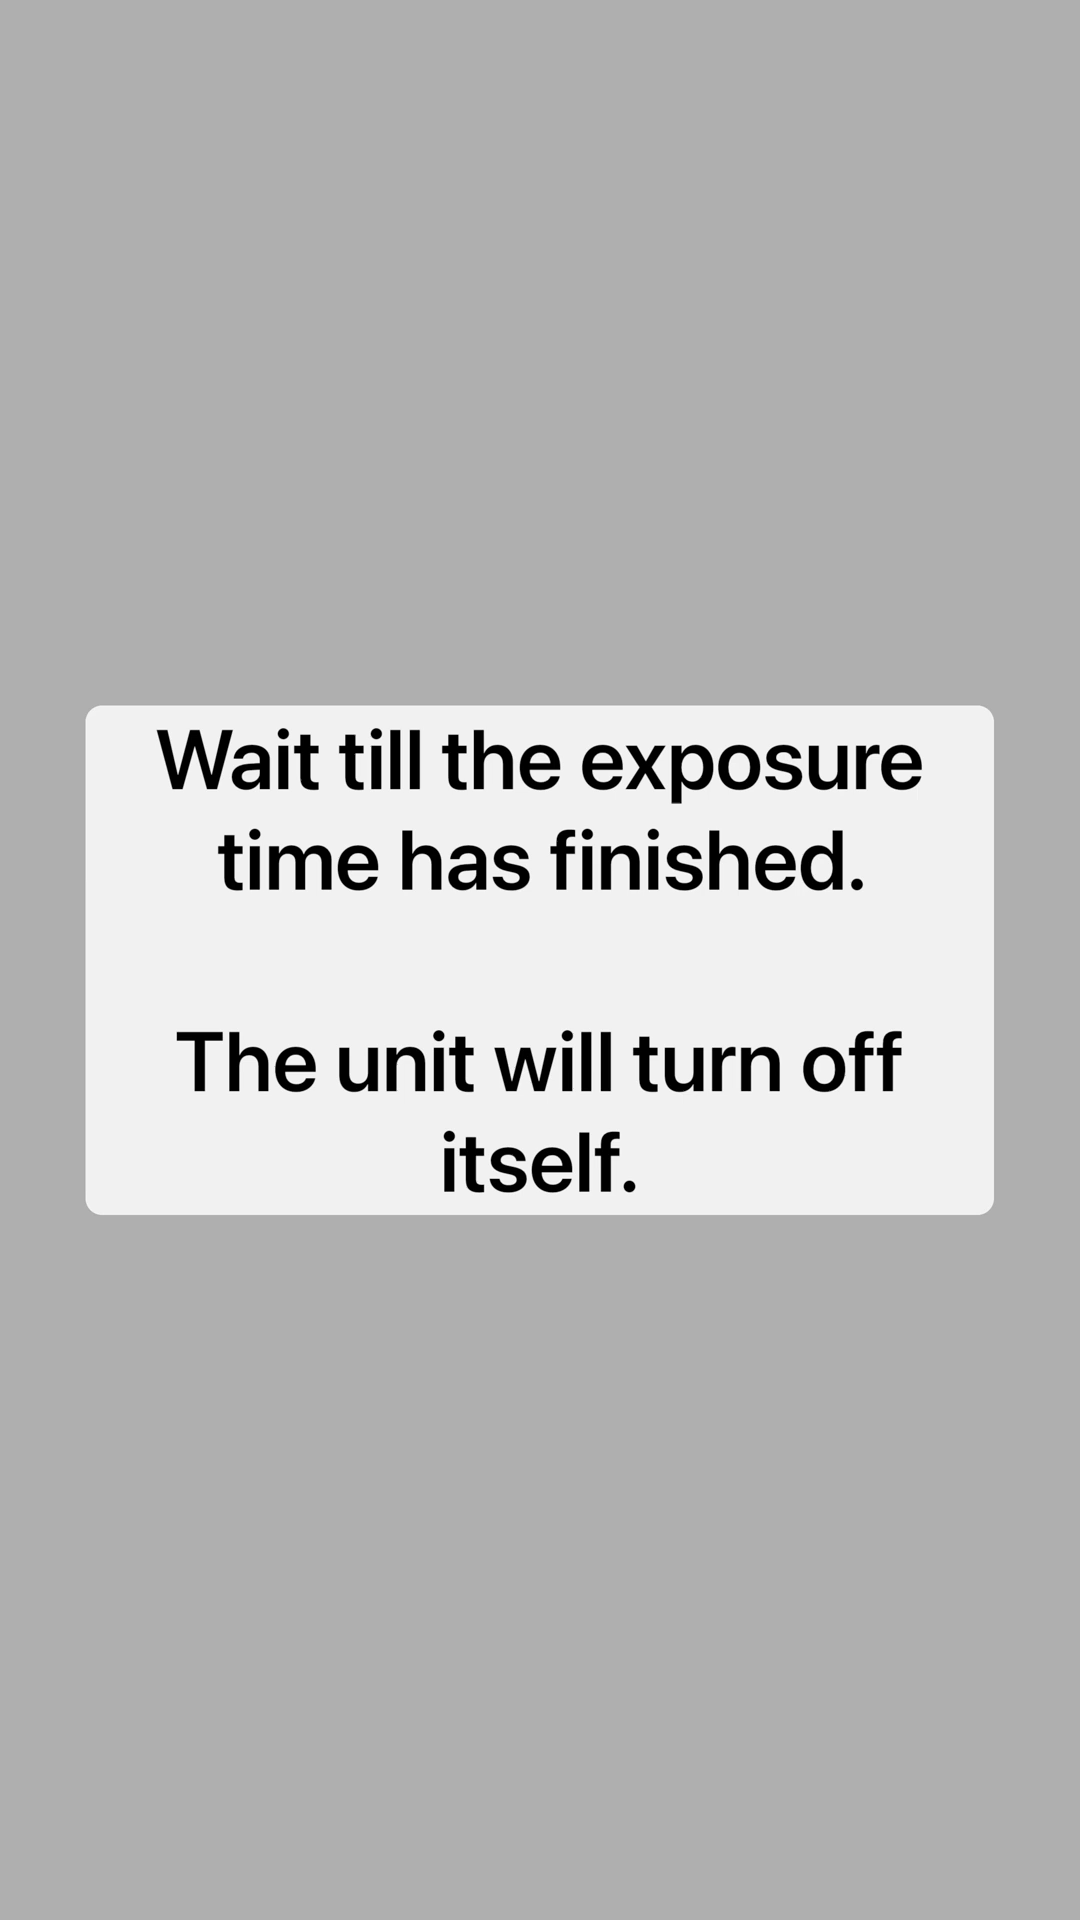 Wait till the exposure
time has finished.
The unit will turn off
itself.